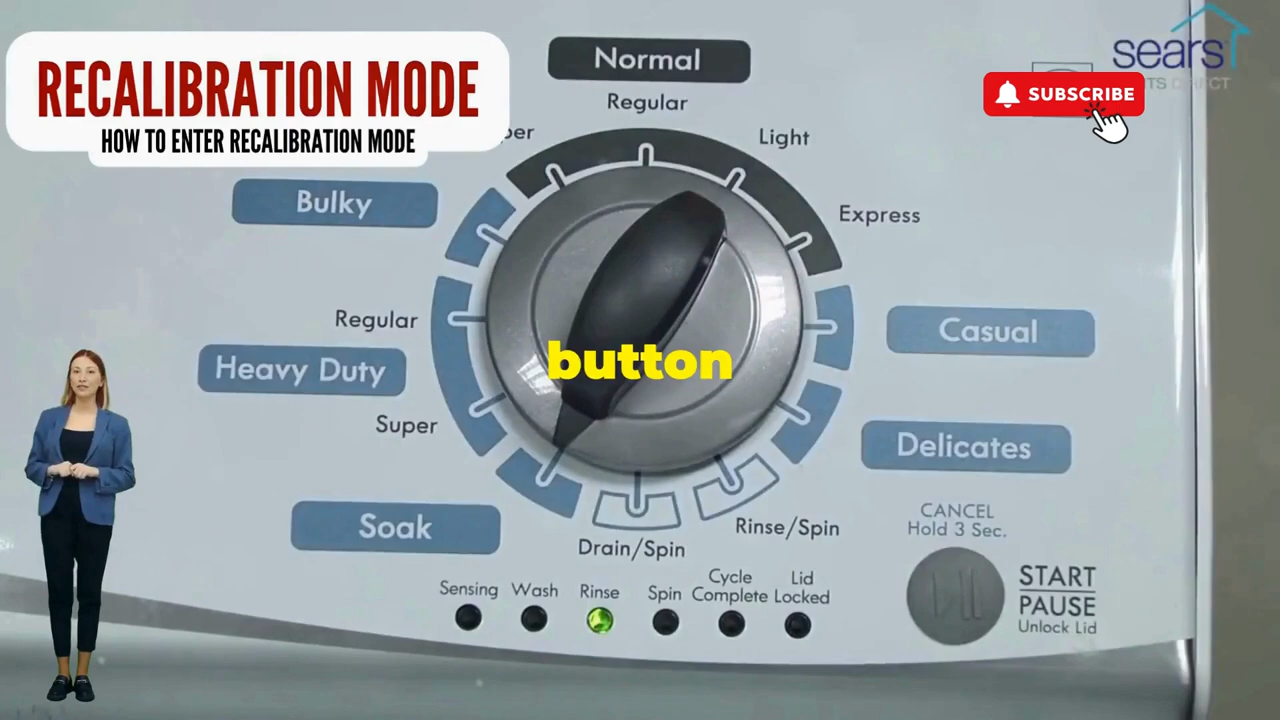 RECALIBRATION MODE
HOW TO ENTER RECALIBRATION MODE
sears
SUBSCRIBE
Normal
Regular
Light
Express
Bulky
Regular
Heavy Duty
Super
Casual
Delicates
button
Soak
Drain/Spin
Rinse/Spin
CANCEL
Hold 3 Sec.
Sensing
Wash
Rinse
Spin
Cycle
Complete
Lid
Locked
START
PAUSE
Unlock Lid